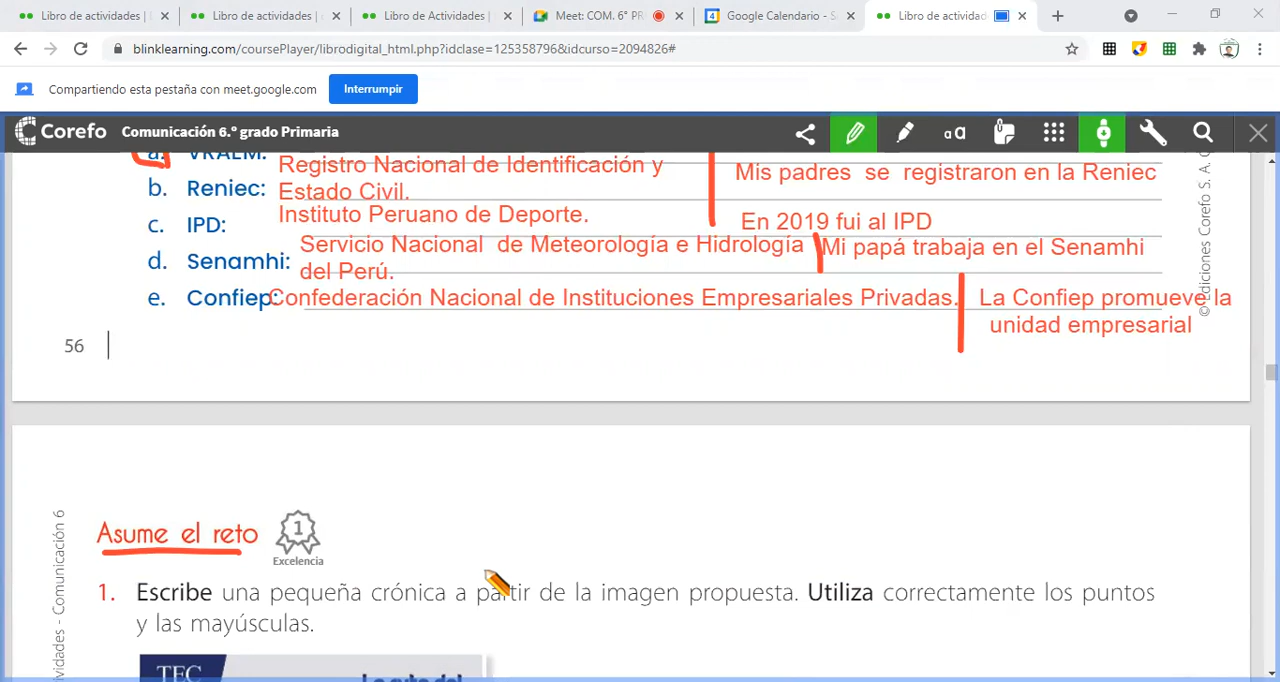 Libro de actividades |
Libro de actividades |
Libro de Actividades |
Meet: COM. 6° PR
Google Calendario - S
Libro de actividad
blinklearning.com/coursePlayer/librodigital_html.php?idclase=125358796&idcurso=2094826#
Compartiendo esta pestaña con meet.google.com
Interrumpir
Corefo Comunicación 6.º grado Primaria
aa
a. VRAEM:
b. Reniec: Registro Nacional de Identificación y
Estado Civil.
Mis padres se registraron en la Reniec
c. IPD: Instituto Peruano de Deporte.
En 2019 fui al IPD
d. Senamhi: Servicio Nacional de Meteorología e Hidrología
del Perú.
Mi papá trabaja en el Senamhi
e. Confiep: Confederación Nacional de Instituciones Empresariales Privadas.
La Confiep promueve la
unidad empresarial
© Ediciones Corefo S. A.
56
Asume el reto
1
Excelencia
vidades - Comunicación 6
1. Escribe una pequeña crónica a partir de la imagen propuesta. Utiliza correctamente los puntos
y las mayúsculas.
TEC